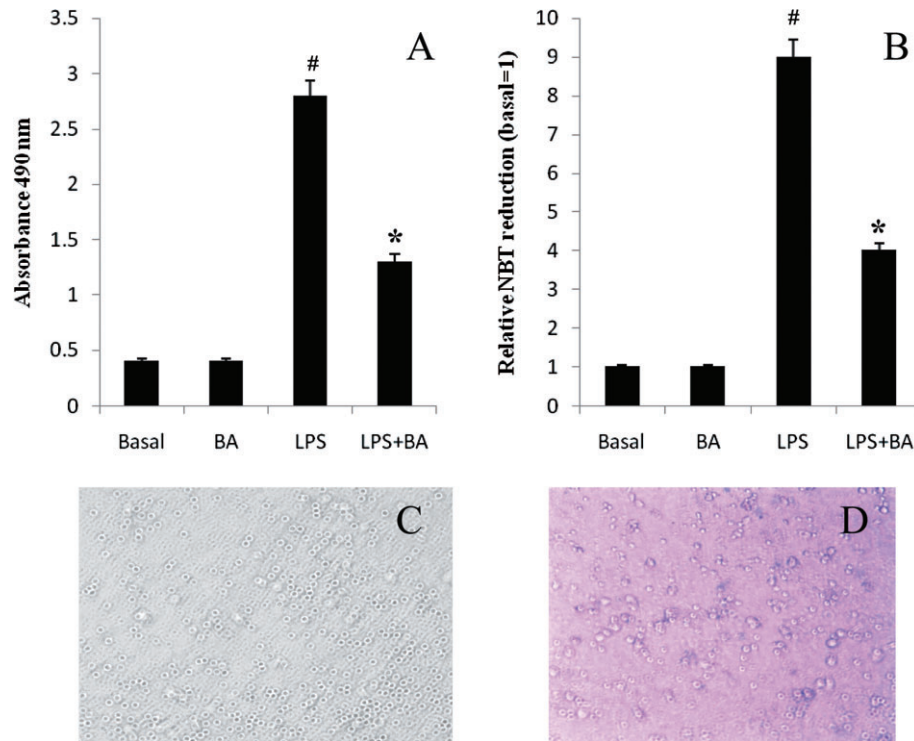 A
Absorbance 490 nm
3.5
3
2.5
2
1.5
1
0.5
0
#
*
Basal BA LPS LPS+BA
B
Relative NBT reduction (basal=1)
10
9
8
7
6
5
4
3
2
1
0
#
*
Basal BA LPS LPS+BA
C
D